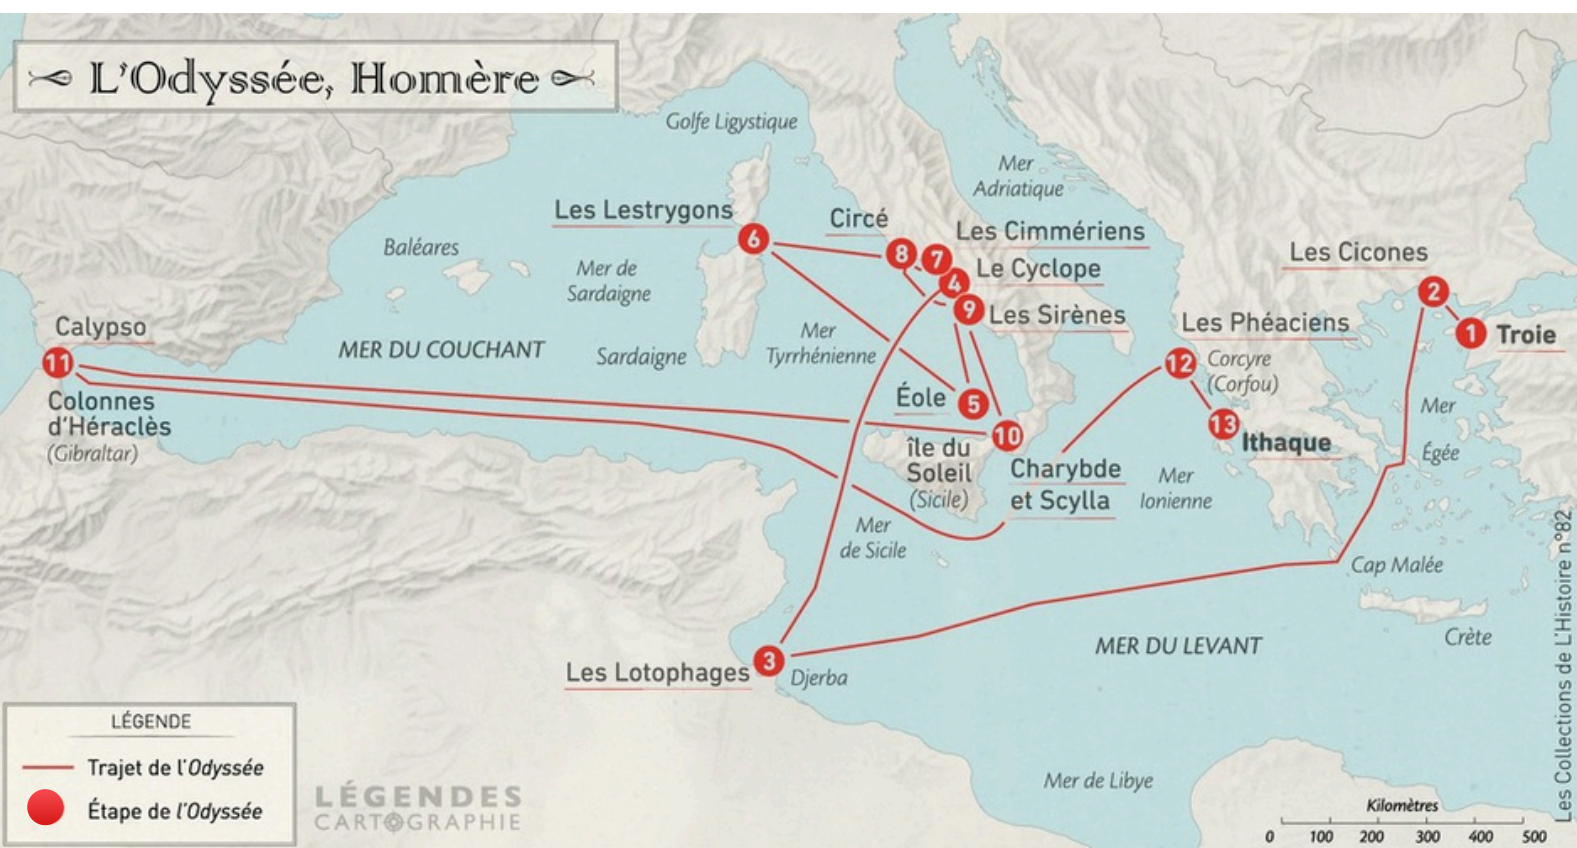 L'Odyssée, Homère
Golfe Ligystique
Mer
Adriatique
Les Lestrygons
6
Circé
8
7
Les Cimmériens
Baléares
Mer de
Sardaigne
4
Le Cyclope
Les Cicones
2
9
Les Sirènes
1
Troie
Calypso
11
MER DU COUCHANT
Sardaigne
Mer
Tyrrhénienne
Les Phéaciens
12
Corcyre
(Corfou)
Colonnes
d'Héraclès
(Gibraltar)
Éole
5
10
13
Ithaque
Mer
Égée
île du
Soleil
(Sicile)
Charybde
et Scylla
Mer
Ionienne
Mer
de Sicile
Cap Malée
Crète
MER DU LEVANT
Les Lotophages
3
Djerba
Mer de Libye
LÉGENDE
Trajet de l'Odyssée
Étape de l'Odyssée
LÉGENDES
CARTOGRAPHIE
Kilomètres
0 100 200 300 400 500
Les Collections de L'Histoire n°82